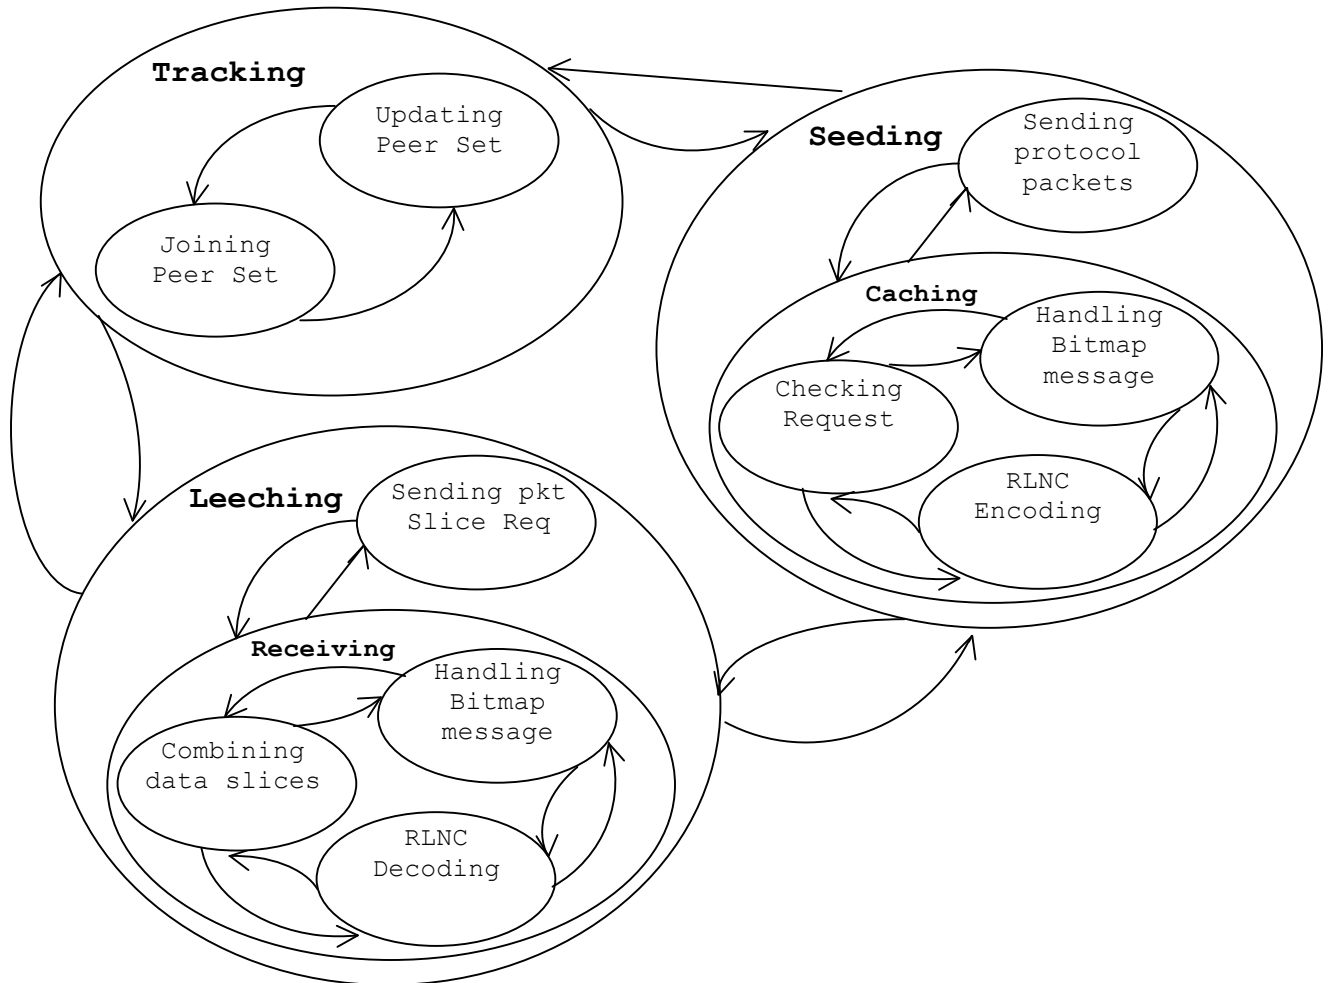 Tracking
Updating
Peer Set
Joining
Peer Set
Seeding
Sending
protocol
packets
Caching
Handling
Bitmap
message
Checking
Request
RLNC
Encoding
Leeching
Sending pkt
Slice Req
Receiving
Handling
Bitmap
message
Combining
data slices
RLNC
Decoding